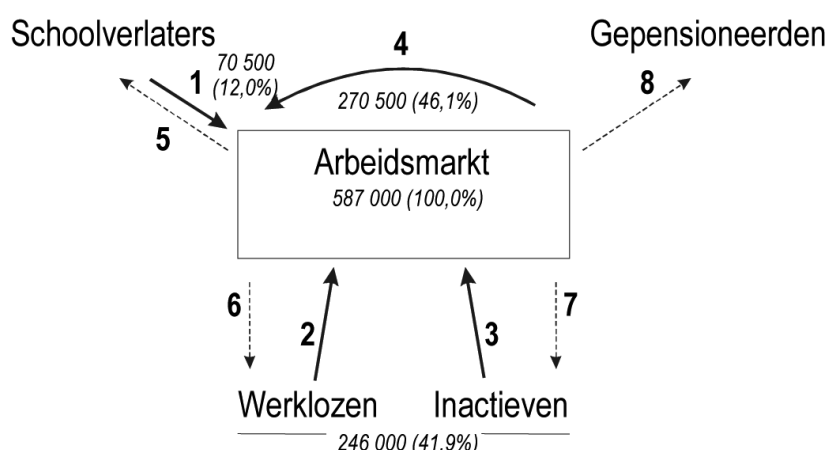 Schoolverlaters
4
Gepensioneerden
70 500
1 (12,0%)
270 500 (46,1%)
8
5
Arbeidsmarkt
587 000 (100,0%)
6
2
3
7
Werklozen
Inactieven
246 000 (41,9%)